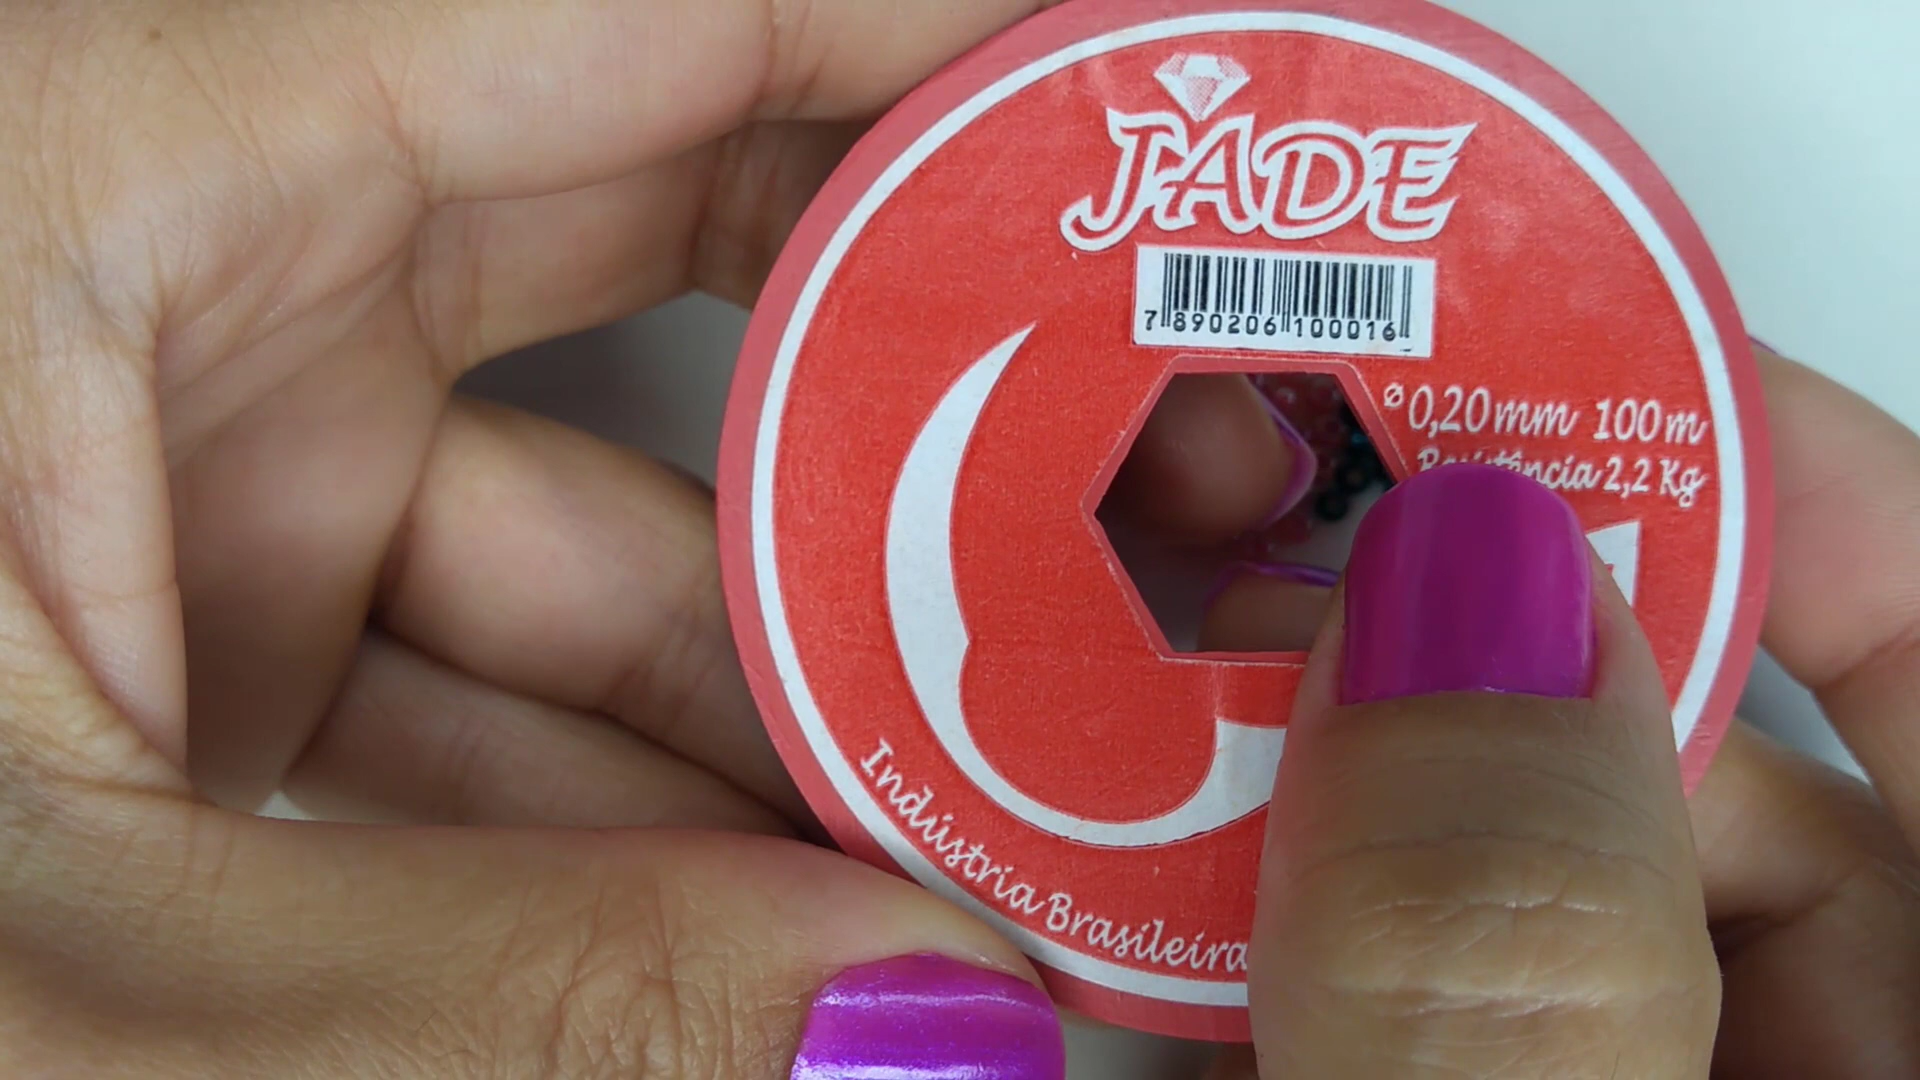 JADE
7 890206 100016
ø 0,20 mm 100 m
Resistência 2,2 Kg
Indústria Brasileira